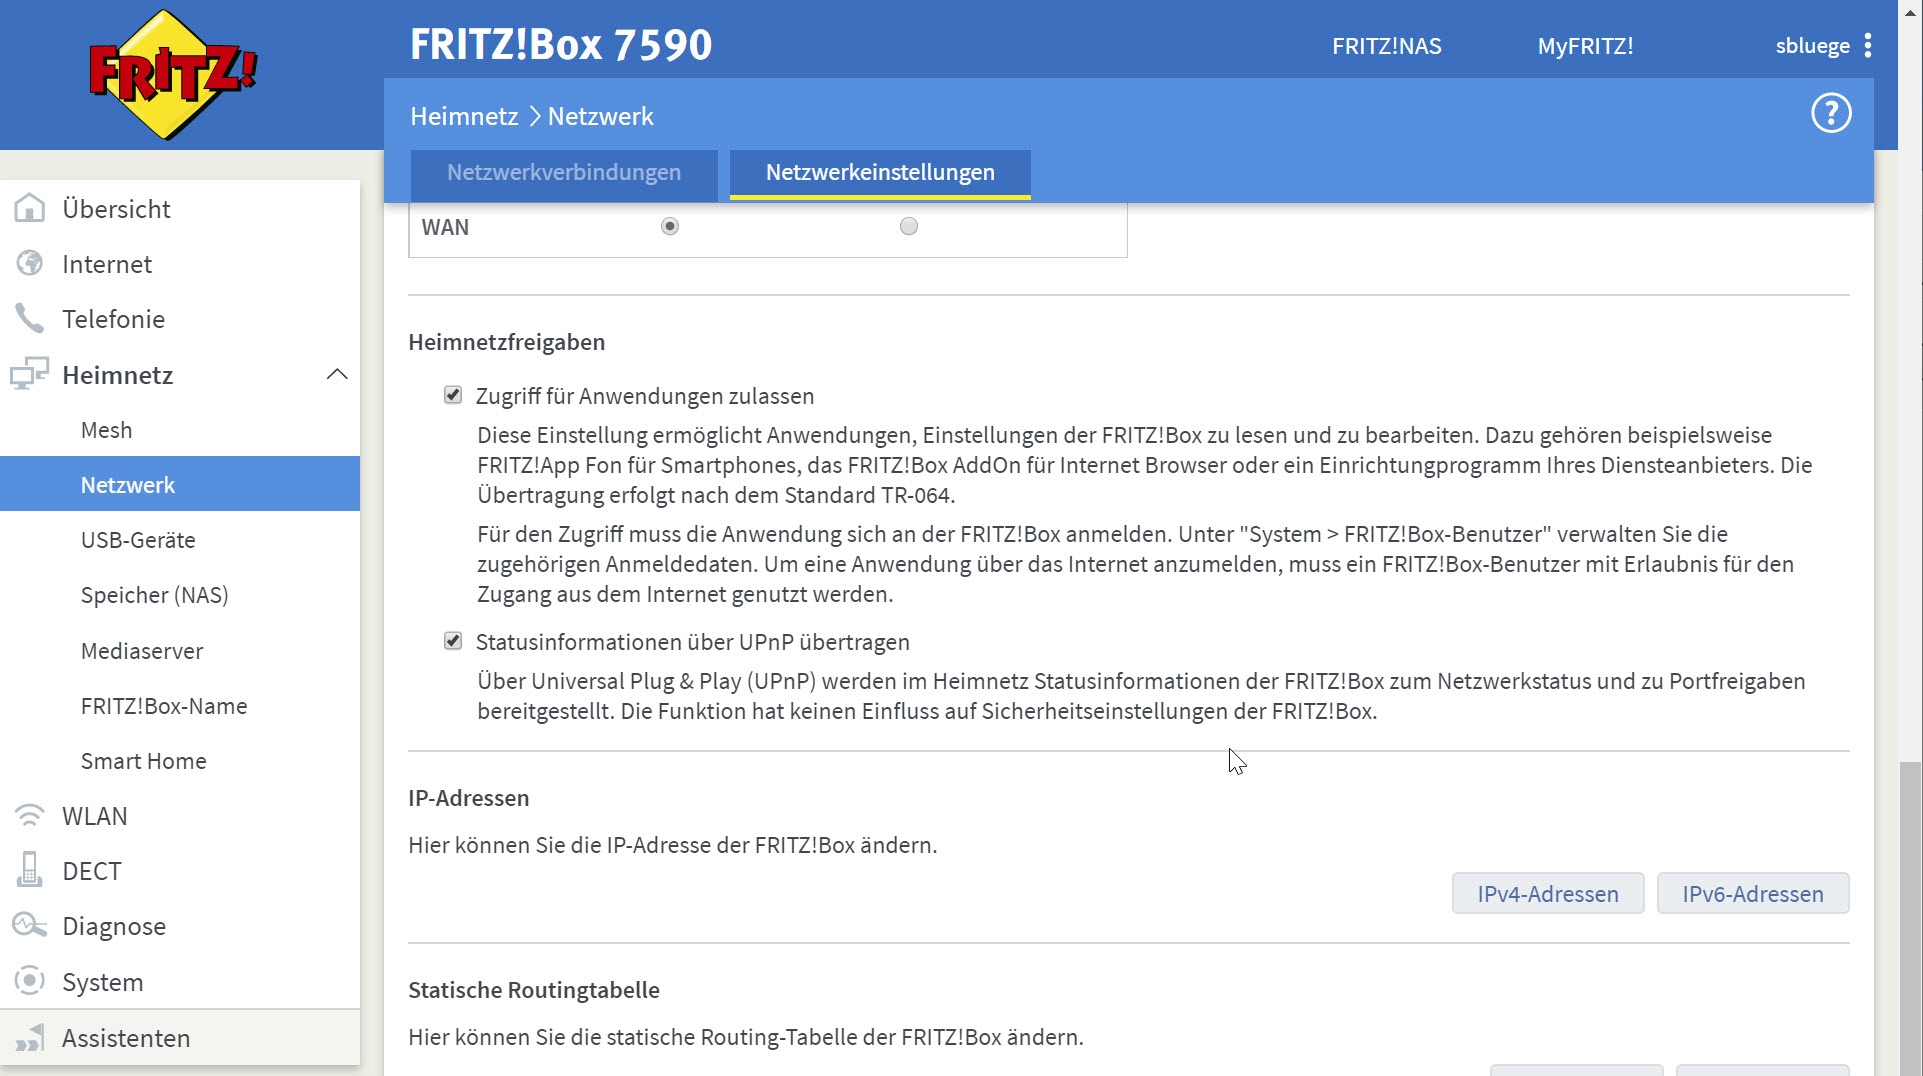 FRITZ!
FRITZ!Box 7590
FRITZ!NAS
MyFRITZ!
sbluege
Heimnetz > Netzwerk
?
Netzwerkverbindungen
Netzwerkeinstellungen
Übersicht
Internet
Telefonie
Heimnetz
Mesh
Netzwerk
USB-Geräte
Speicher (NAS)
Mediaserver
FRITZ!Box-Name
Smart Home
WLAN
DECT
Diagnose
System
Assistenten
WAN
Heimnetzfreigaben
Zugriff für Anwendungen zulassen
Diese Einstellung ermöglicht Anwendungen, Einstellungen der FRITZ!Box zu lesen und zu bearbeiten. Dazu gehören beispielsweise
FRITZ!App Fon für Smartphones, das FRITZ!Box AddOn für Internet Browser oder ein Einrichtungprogramm Ihres Diensteanbieters. Die
Übertragung erfolgt nach dem Standard TR-064.
Für den Zugriff muss die Anwendung sich an der FRITZ!Box anmelden. Unter "System > FRITZ!Box-Benutzer" verwalten Sie die
zugehörigen Anmeldedaten. Um eine Anwendung über das Internet anzumelden, muss ein FRITZ!Box-Benutzer mit Erlaubnis für den
Zugang aus dem Internet genutzt werden.
Statusinformationen über UPnP übertragen
Über Universal Plug & Play (UPnP) werden im Heimnetz Statusinformationen der FRITZ!Box zum Netzwerkstatus und zu Portfreigaben
bereitgestellt. Die Funktion hat keinen Einfluss auf Sicherheitseinstellungen der FRITZ!Box.
IP-Adressen
Hier können Sie die IP-Adresse der FRITZ!Box ändern.
IPv4-Adressen
IPv6-Adressen
Statische Routingtabelle
Hier können Sie die statische Routing-Tabelle der FRITZ!Box ändern.